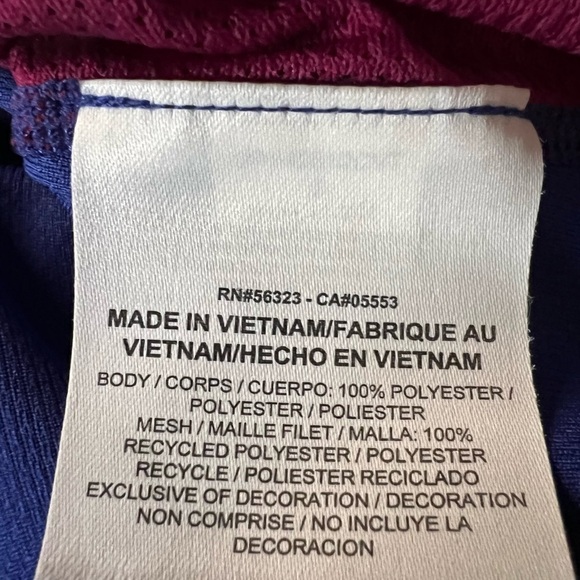 RN#56323 - CA#05553
MADE IN VIETNAM/FABRIQUE AU
VIETNAM/HECHO EN VIETNAM
BODY / CORPS / CUERPO: 100% POLYESTER /
POLYESTER / POLIESTER
MESH / MAILLE FILET / MALLA: 100%
RECYCLED POLYESTER / POLYESTER
RECYCLE / POLIESTER RECICLADO
EXCLUSIVE OF DECORATION / DECORATION
NON COMPRISE / NO INCLUYE LA
DECORACION